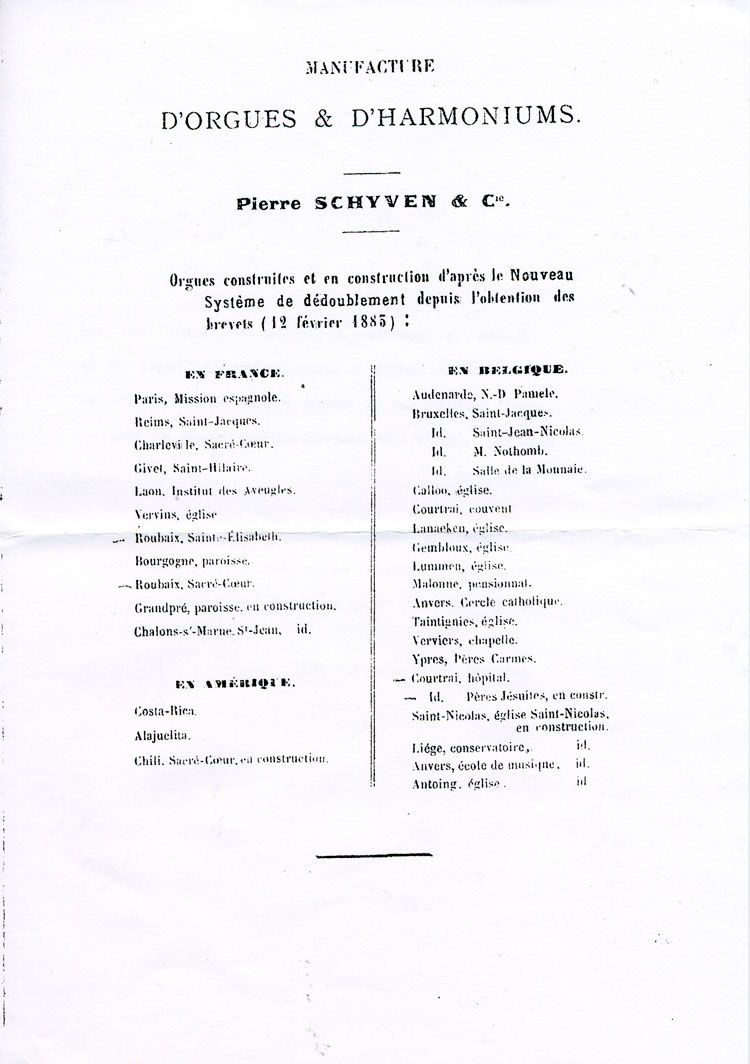 MANUFACTURE
D'ORGUES & D'HARMONIUMS.
Pierre SCHYVEN & Cie.
Orgues construites et en construction d'après le Nouveau
Système de dédoublement depuis l'obtention des
brevets (12 février 1883) :
EN FRANCE.
Paris, Mission espagnole.
Reims, Saint-Jacques.
Charleville, Sacré-Cœur.
Givet, Saint-Hilaire.
Laon, Institut des Aveugles.
Vervins, église
— Roubaix, Sainte-Élisabeth.
Bourgogne, paroisse.
— Roubaix, Sacré-Cœur.
Grandpré, paroisse, en construction.
Chalons-s'-Marne, St-Jean, id.
EN AMÉRIQUE.
Costa-Rica.
Alajuelita.
Chili, Sacré-Cœur, en construction.
EN BELGIQUE.
Audenarde, N.-D Pamele.
Bruxelles, Saint-Jacques.
Id. Saint-Jean-Nicolas.
Id. M. Nothomb.
Id. Salle de la Monnaie.
Calloo, église.
Courtrai, couvent
Lanaeken, église.
Gembloux, église
Lummen, église.
Malonne, pensionnat.
Anvers, Cercle catholique.
Taintignies, église.
Verviers, chapelle.
Ypres, Pères Carmes.
— Courtrai, hôpital.
— Id. Pères Jésuites, en constr.
Saint-Nicolas, église Saint-Nicolas,
en construction.
Liége, conservatoire, id.
Anvers, école de musique, id.
Antoing, église. id